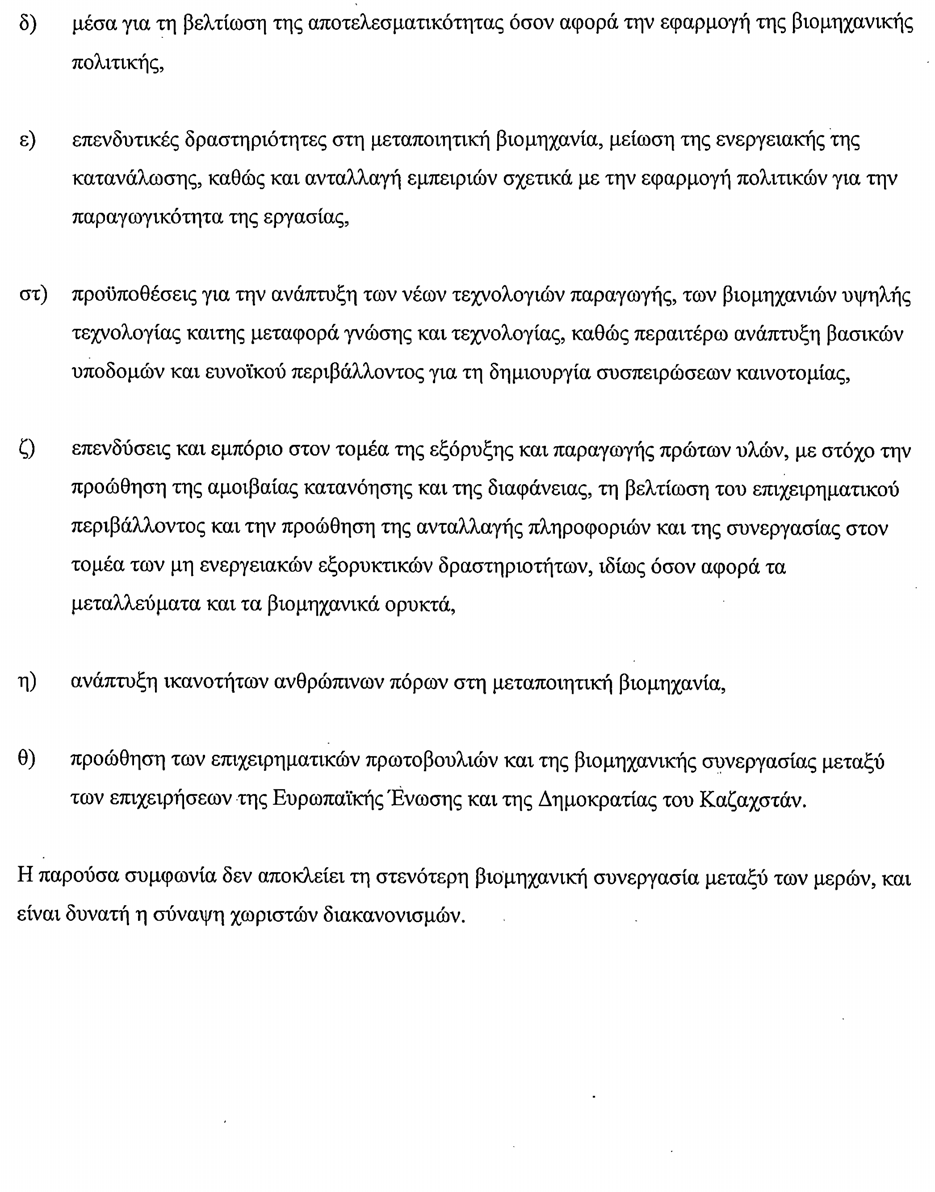 δ) μέσα για τη βελτίωση της αποτελεσματικότητας όσον αφορά την εφαρμογή της βιομηχανικής
πολιτικής,
ε) επενδυτικές δραστηριότητες στη μεταποιητική βιομηχανία, μείωση της ενεργειακής της
κατανάλωσης, καθώς και ανταλλαγή εμπειριών σχετικά με την εφαρμογή πολιτικών για την
παραγωγικότητα της εργασίας,
στ) προϋποθέσεις για την ανάπτυξη των νέων τεχνολογιών παραγωγής, των βιομηχανιών υψηλής
τεχνολογίας καιτης μεταφορά γνώσης και τεχνολογίας, καθώς περαιτέρω ανάπτυξη βασικών
υποδομών και ευνοϊκού περιβάλλοντος για τη δημιουργία συσπειρώσεων καινοτομίας,
ζ) επενδύσεις και εμπόριο στον τομέα της εξόρυξης και παραγωγής πρώτων υλών, με στόχο την
προώθηση της αμοιβαίας κατανόησης και της διαφάνειας, τη βελτίωση του επιχειρηματικού
περιβάλλοντος και την προώθηση της ανταλλαγής πληροφοριών και της συνεργασίας στον
τομέα των μη ενεργειακών εξορυκτικών δραστηριοτήτων, ιδίως όσον αφορά τα
μεταλλεύματα και τα βιομηχανικά ορυκτά,
η) ανάπτυξη ικανοτήτων ανθρώπινων πόρων στη μεταποιητική βιομηχανία,
θ) προώθηση των επιχειρηματικών πρωτοβουλιών και της βιομηχανικής συνεργασίας μεταξύ
των επιχειρήσεων της Ευρωπαϊκής Ένωσης και της Δημοκρατίας του Καζαχστάν.
Η παρούσα συμφωνία δεν αποκλείει τη στενότερη βιομηχανική συνεργασία μεταξύ των μερών, και
είναι δυνατή η σύναψη χωριστών διακανονισμών.